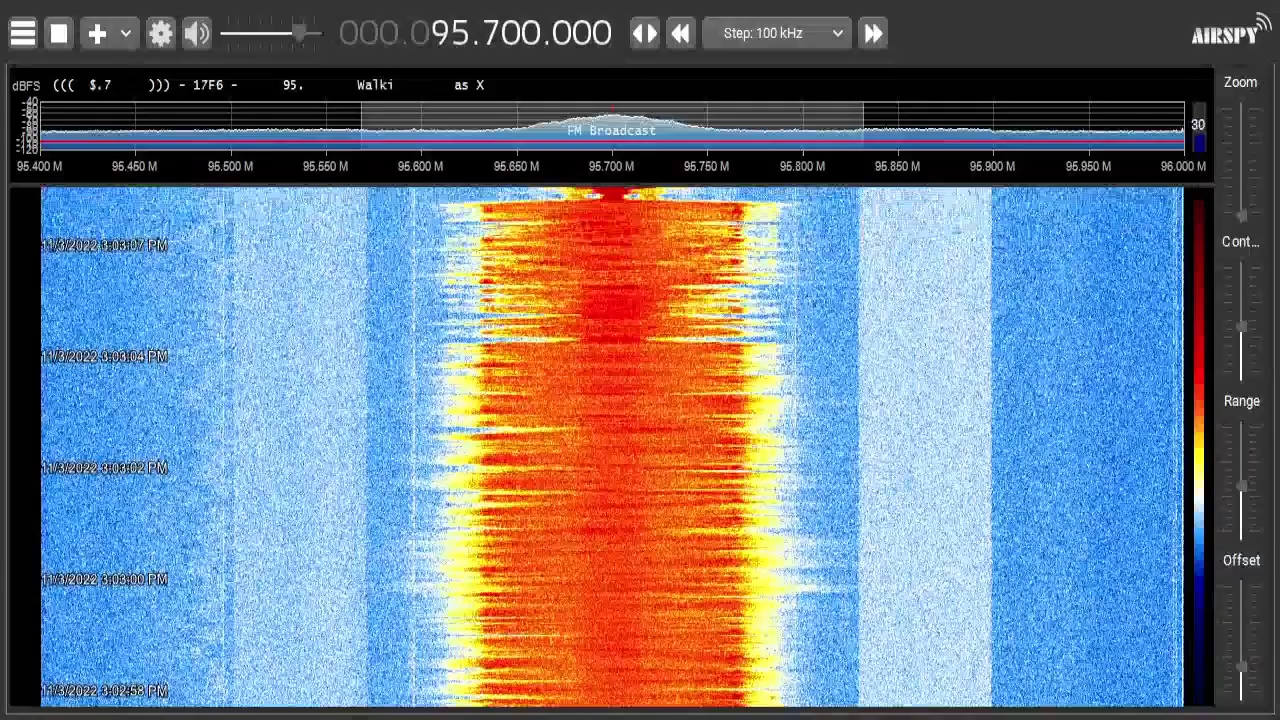 000.095.700.000
Step: 100 kHz
AIRSPY
dBFS ((( $.7 ))) - 17F6 - 95. Walki as X
Zoom
-40
FM Broadcast
30
-120
95.400 M 95.450 M 95.500 M 95.550 M 95.600 M 95.650 M 95.700 M 95.750 M 95.800 M 95.850 M 95.900 M 95.950 M 96.000 M
11/3/2022 3:03:07 PM
Cont...
11/3/2022 3:03:04 PM
Range
11/3/2022 3:03:02 PM
Offset
11/3/2022 3:03:00 PM
11/3/2022 3:02:58 PM